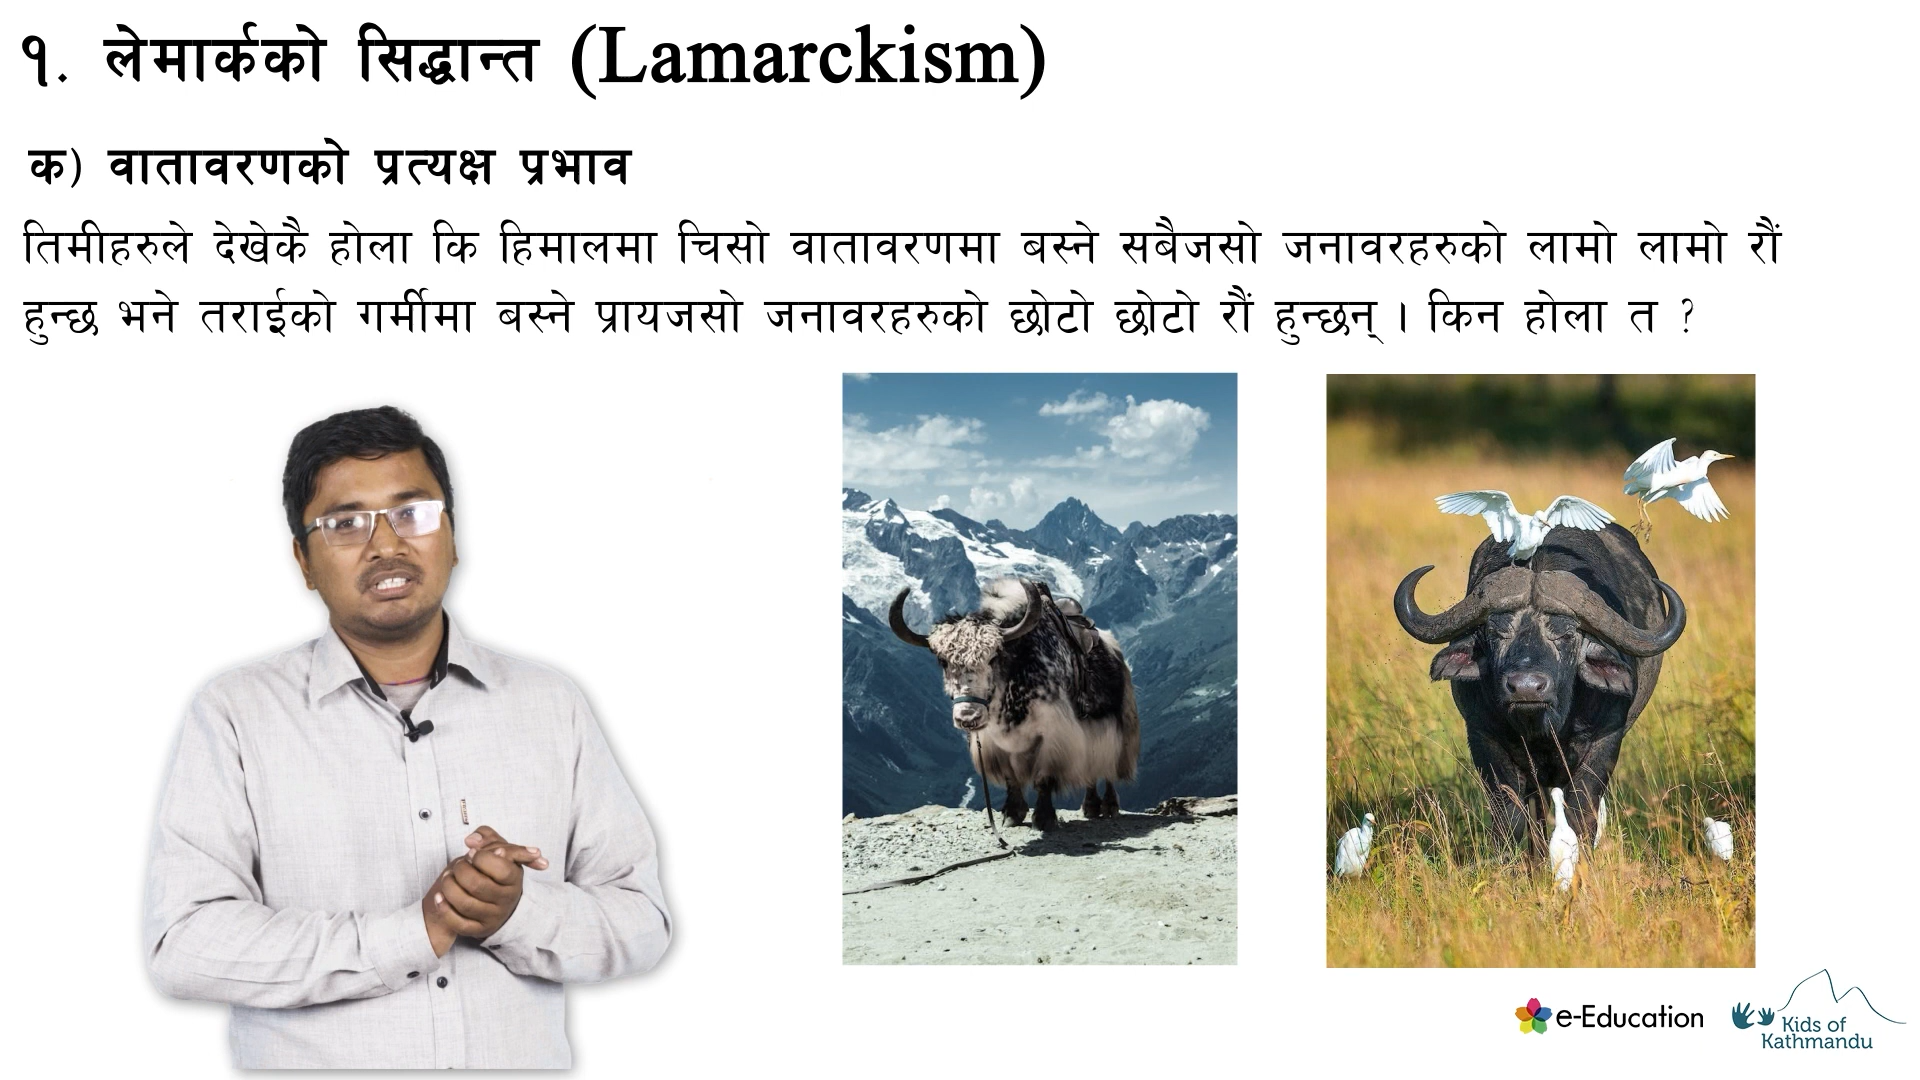 १. लेमार्कको सिद्धान्त (Lamarckism)
क) वातावरणको प्रत्यक्ष प्रभाव
तिमीहरुले देखेकै होला कि हिमालमा चिसो वातावरणमा बस्ने सबैजसो जनावरहरुको लामो लामो रौं
हुन्छ भने तराईको गर्मीमा बस्ने प्रायजसो जनावरहरुको छोटो छोटो रौं हुन्छन् । किन होला त ?
e-Education
Kids of
Kathmandu